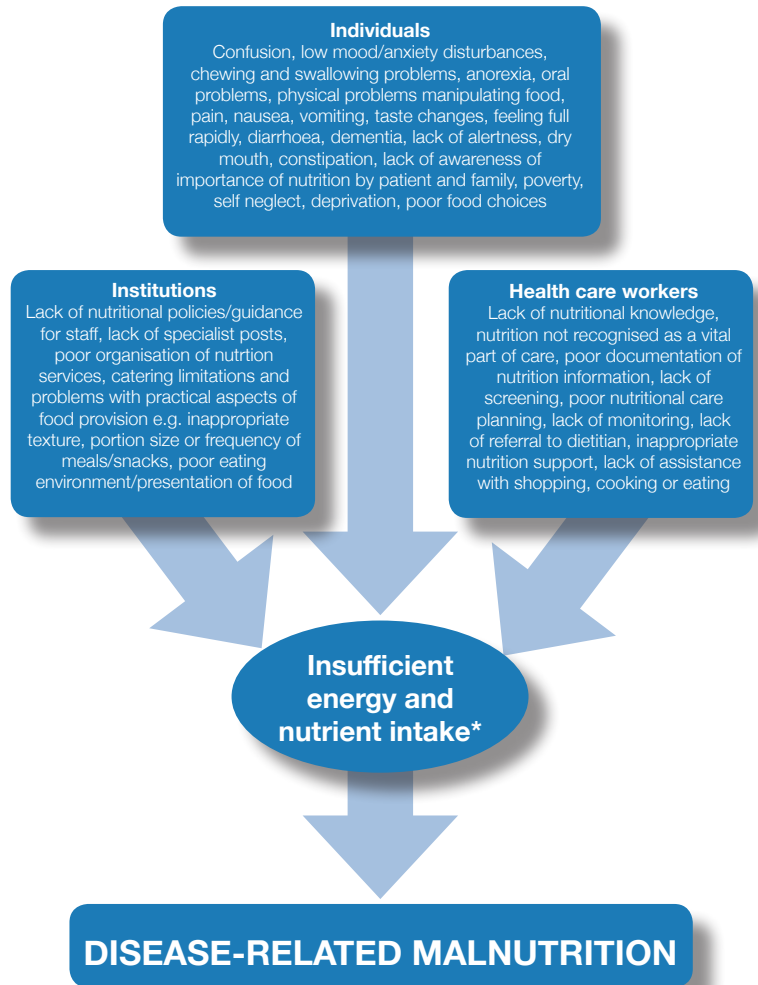 Individuals
Confusion, low mood/anxiety disturbances,
chewing and swallowing problems, anorexia, oral
problems, physical problems manipulating food,
pain, nausea, vomiting, taste changes, feeling full
rapidly, diarrhoea, dementia, lack of alertness, dry
mouth, constipation, lack of awareness of
importance of nutrition by patient and family, poverty,
self neglect, deprivation, poor food choices
Institutions
Lack of nutritional policies/guidance
for staff, lack of specialist posts,
poor organisation of nutrtion
services, catering limitations and
problems with practical aspects of
food provision e.g. inappropriate
texture, portion size or frequency of
meals/snacks, poor eating
environment/presentation of food
Health care workers
Lack of nutritional knowledge,
nutrition not recognised as a vital
part of care, poor documentation of
nutrition information, lack of
screening, poor nutritional care
planning, lack of monitoring, lack
of referral to dietitian, inappropriate
nutrition support, lack of assistance
with shopping, cooking or eating
Insufficient
energy and
nutrient intake*
DISEASE-RELATED MALNUTRITION